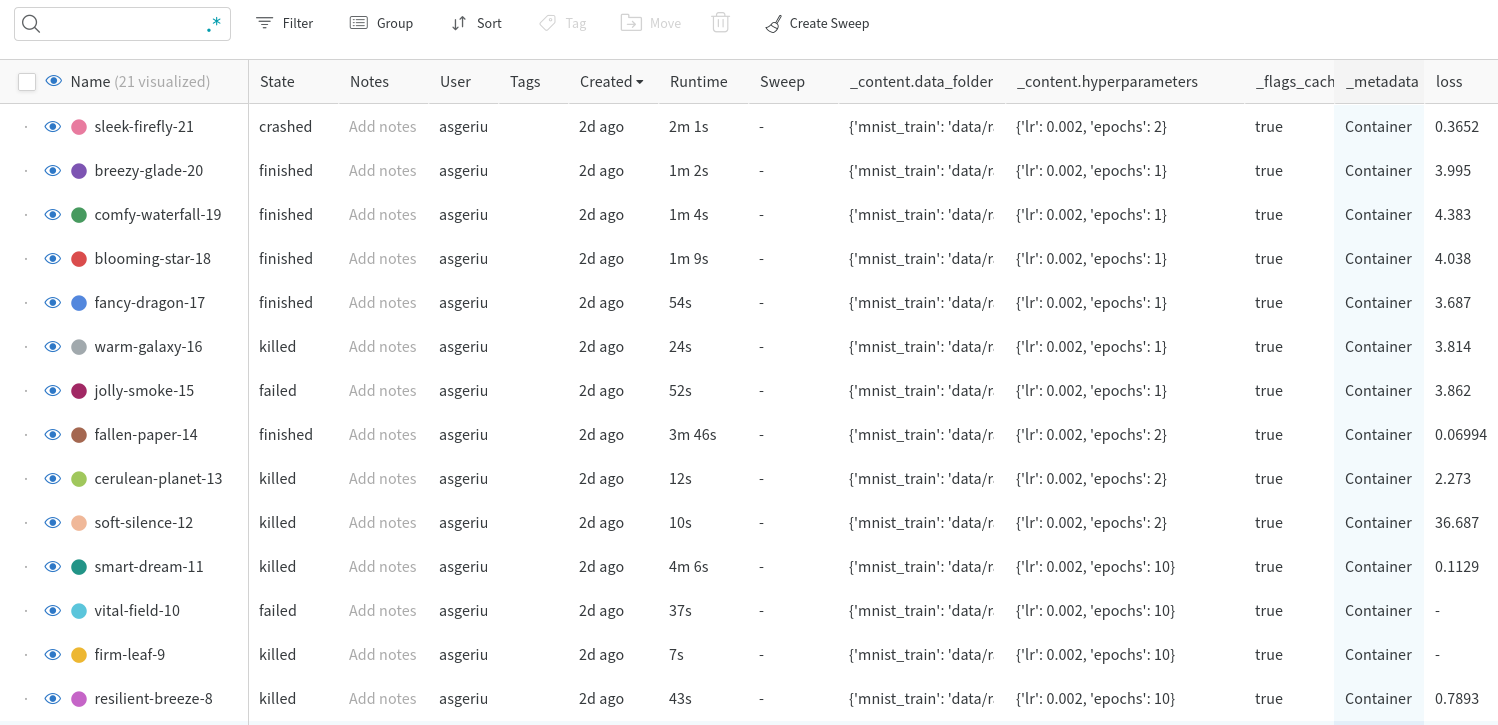 .* Filter Group Sort Tag Move Create Sweep
Name (21 visualized) State Notes User Tags Created Runtime Sweep _content.data_folder _content.hyperparameters _flags_cach _metadata loss
sleek-firefly-21 crashed Add notes asgeriu 2d ago 2m 1s - {'mnist_train': 'data/r {'lr': 0.002, 'epochs': 2} true Container 0.3652
breezy-glade-20 finished Add notes asgeriu 2d ago 1m 2s - {'mnist_train': 'data/r {'lr': 0.002, 'epochs': 1} true Container 3.995
comfy-waterfall-19 finished Add notes asgeriu 2d ago 1m 4s - {'mnist_train': 'data/r {'lr': 0.002, 'epochs': 1} true Container 4.383
blooming-star-18 finished Add notes asgeriu 2d ago 1m 9s - {'mnist_train': 'data/r {'lr': 0.002, 'epochs': 1} true Container 4.038
fancy-dragon-17 finished Add notes asgeriu 2d ago 54s - {'mnist_train': 'data/r {'lr': 0.002, 'epochs': 1} true Container 3.687
warm-galaxy-16 killed Add notes asgeriu 2d ago 24s - {'mnist_train': 'data/r {'lr': 0.002, 'epochs': 1} true Container 3.814
jolly-smoke-15 failed Add notes asgeriu 2d ago 52s - {'mnist_train': 'data/r {'lr': 0.002, 'epochs': 1} true Container 3.862
fallen-paper-14 finished Add notes asgeriu 2d ago 3m 46s - {'mnist_train': 'data/r {'lr': 0.002, 'epochs': 2} true Container 0.06994
cerulean-planet-13 killed Add notes asgeriu 2d ago 12s - {'mnist_train': 'data/r {'lr': 0.002, 'epochs': 2} true Container 2.273
soft-silence-12 killed Add notes asgeriu 2d ago 10s - {'mnist_train': 'data/r {'lr': 0.002, 'epochs': 2} true Container 36.687
smart-dream-11 killed Add notes asgeriu 2d ago 4m 6s - {'mnist_train': 'data/r {'lr': 0.002, 'epochs': 10} true Container 0.1129
vital-field-10 failed Add notes asgeriu 2d ago 37s - {'mnist_train': 'data/r {'lr': 0.002, 'epochs': 10} true Container -
firm-leaf-9 killed Add notes asgeriu 2d ago 7s - {'mnist_train': 'data/r {'lr': 0.002, 'epochs': 10} true Container -
resilient-breeze-8 killed Add notes asgeriu 2d ago 43s - {'mnist_train': 'data/r {'lr': 0.002, 'epochs': 10} true Container 0.7893